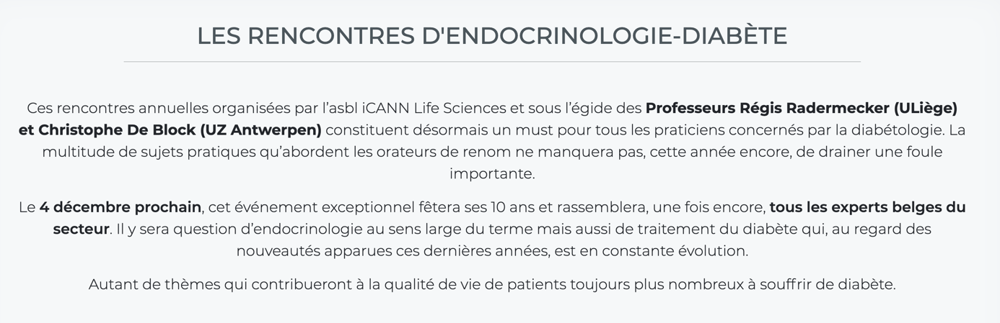 LES RENCONTRES D'ENDOCRINOLOGIE-DIABÈTE
Ces rencontres annuelles organisées par l’asbl iCANN Life Sciences et sous l’égide des Professeurs Régis Radermecker (ULiège)
et Christophe De Block (UZ Antwerpen) constituent désormais un must pour tous les praticiens concernés par la diabétologie. La
multitude de sujets pratiques qu’abordent les orateurs de renom ne manquera pas, cette année encore, de drainer une foule
importante.
Le 4 décembre prochain, cet événement exceptionnel fêtera ses 10 ans et rassemblera, une fois encore, tous les experts belges du
secteur. Il y sera question d’endocrinologie au sens large du terme mais aussi de traitement du diabète qui, au regard des
nouveautés apparues ces dernières années, est en constante évolution.
Autant de thèmes qui contribueront à la qualité de vie de patients toujours plus nombreux à souffrir de diabète.